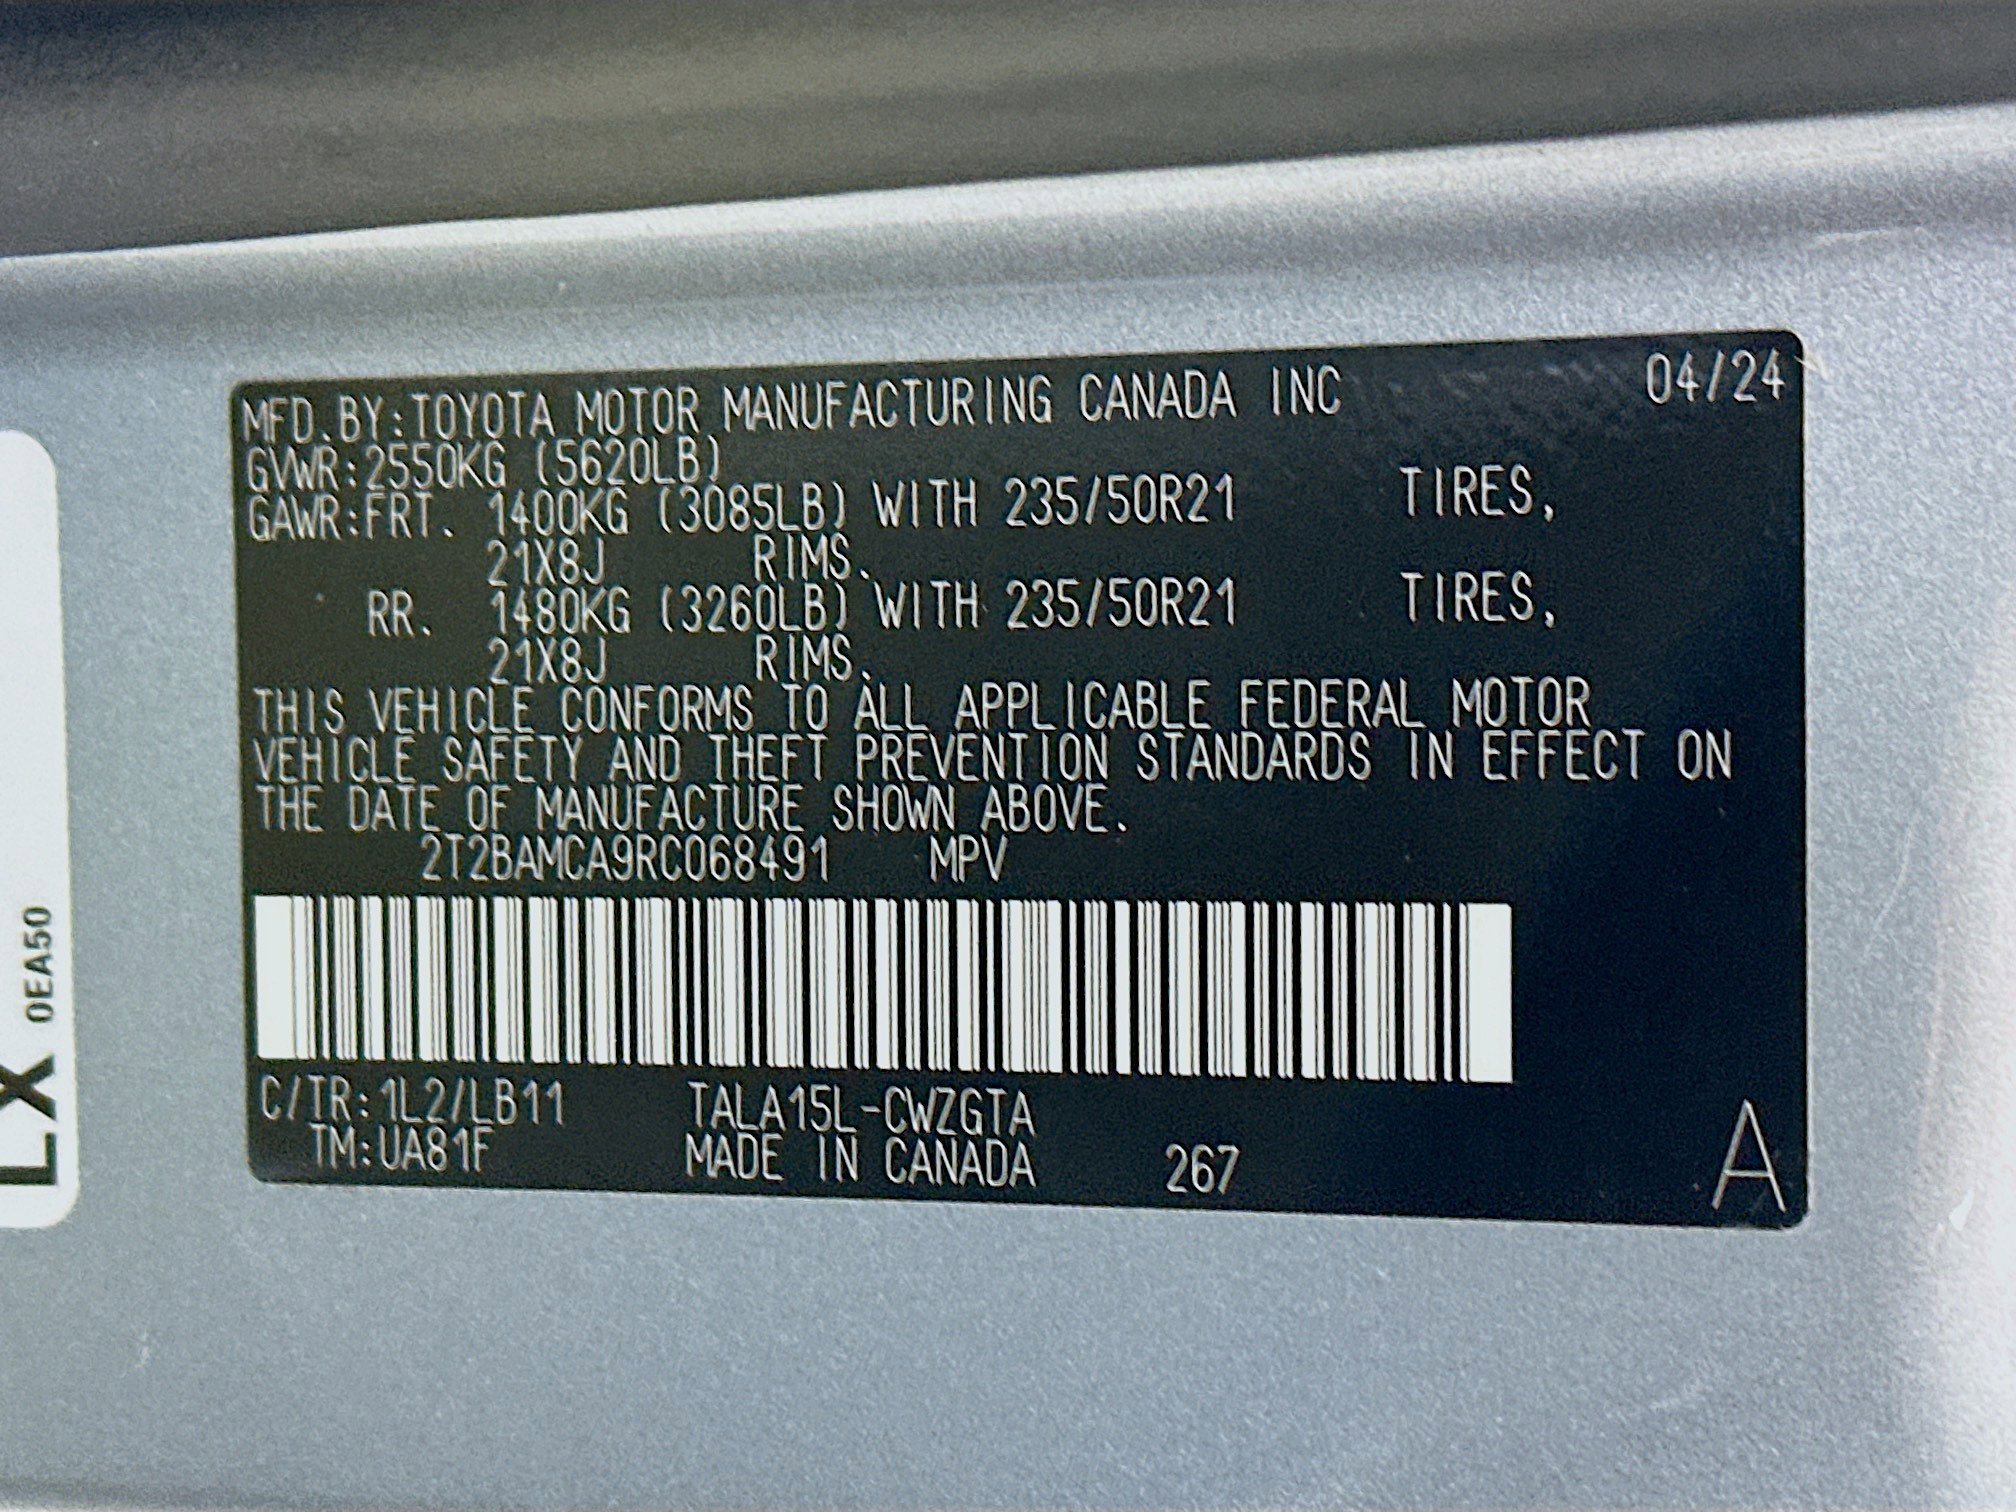 MFD.BY:TOYOTA MOTOR MANUFACTURING CANADA INC 04/24
GVWR:2550KG (5620LB)
GAWR:FRT. 1400KG (3085LB) WITH 235/50R21 TIRES,
21X8J RIMS.
RR. 1480KG (3260LB) WITH 235/50R21 TIRES,
21X8J RIMS.
THIS VEHICLE CONFORMS TO ALL APPLICABLE FEDERAL MOTOR
VEHICLE SAFETY AND THEFT PREVENTION STANDARDS IN EFFECT ON
THE DATE OF MANUFACTURE SHOWN ABOVE.
2T2BAMCA9RC068491 MPV
C/TR:1L2/LB11 TALA15L-CWZGTA
TM:UA81F MADE IN CANADA 267 A
LX 0EA50